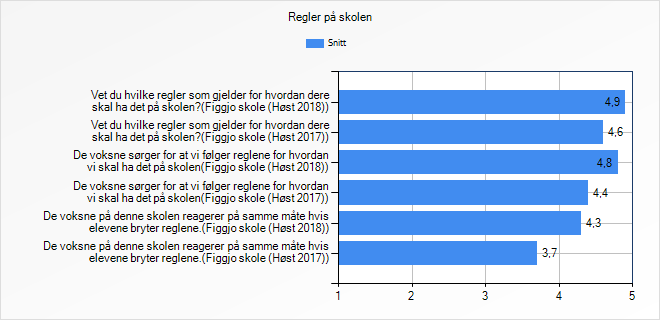 Regler på skolen
Snitt
Vet du hvilke regler som gjelder for hvordan dere
skal ha det på skolen?(Figgjo skole (Høst 2018))
4,9
Vet du hvilke regler som gjelder for hvordan dere
skal ha det på skolen?(Figgjo skole (Høst 2017))
4,6
De voksne sørger for at vi følger reglene for hvordan
vi skal ha det på skolen(Figgjo skole (Høst 2018))
4,8
De voksne sørger for at vi følger reglene for hvordan
vi skal ha det på skolen(Figgjo skole (Høst 2017))
4,4
De voksne på denne skolen reagerer på samme måte hvis
elevene bryter reglene.(Figgjo skole (Høst 2018))
4,3
De voksne på denne skolen reagerer på samme måte hvis
elevene bryter reglene.(Figgjo skole (Høst 2017))
3,7
1 2 3 4 5